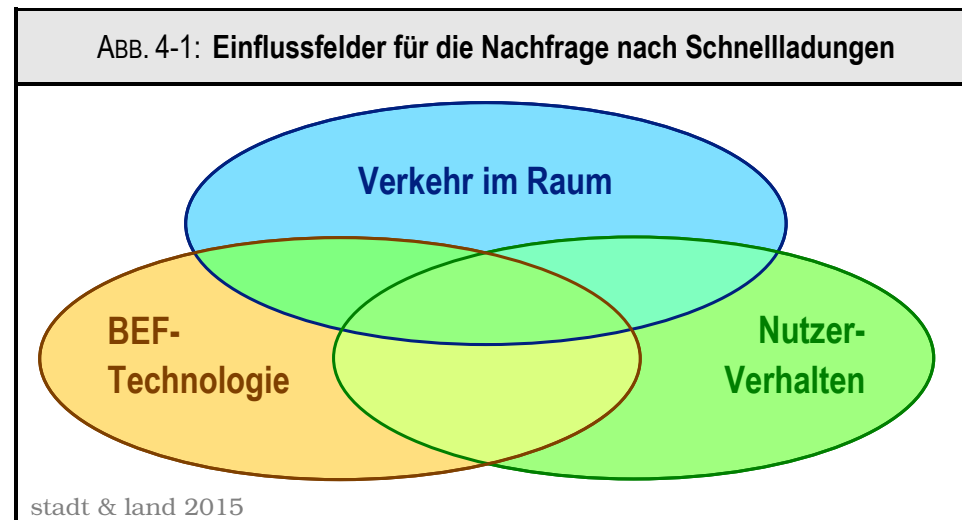 ABB. 4-1: Einflussfelder für die Nachfrage nach Schnellladungen
Verkehr im Raum
BEF-
Technologie
Nutzer-
Verhalten
stadt & land 2015